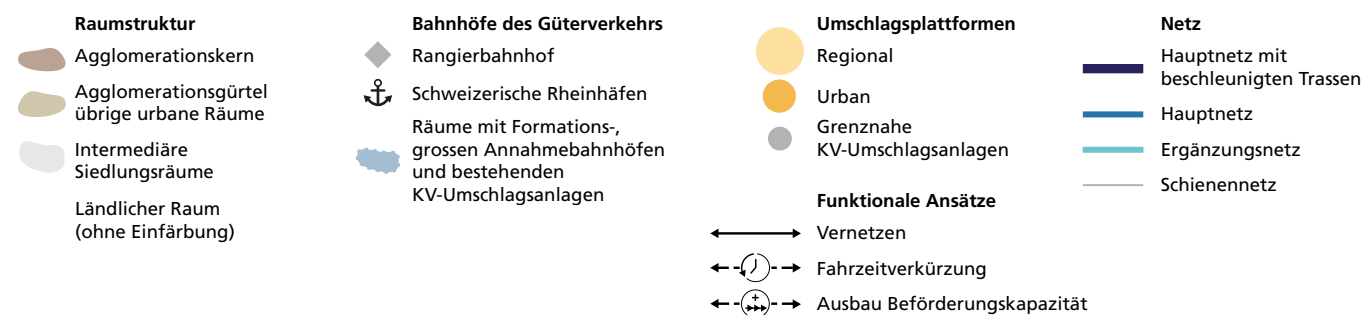 Raumstruktur
Agglomerationskern
Agglomerationsgürtel
übrige urbane Räume
Intermediäre
Siedlungsräume
Ländlicher Raum
(ohne Einfärbung)
Bahnhöfe des Güterverkehrs
Rangierbahnhof
Schweizerische Rheinhäfen
Räume mit Formations-,
grossen Annahmebahnhöfen
und bestehenden
KV-Umschlagsanlagen
Umschlagsplattformen
Regional
Urban
Grenznahe
KV-Umschlagsanlagen
Funktionale Ansätze
Vernetzen
Fahrzeitverkürzung
Ausbau Beförderungskapazität
Netz
Hauptnetz mit
beschleunigten Trassen
Hauptnetz
Ergänzungsnetz
Schienennetz